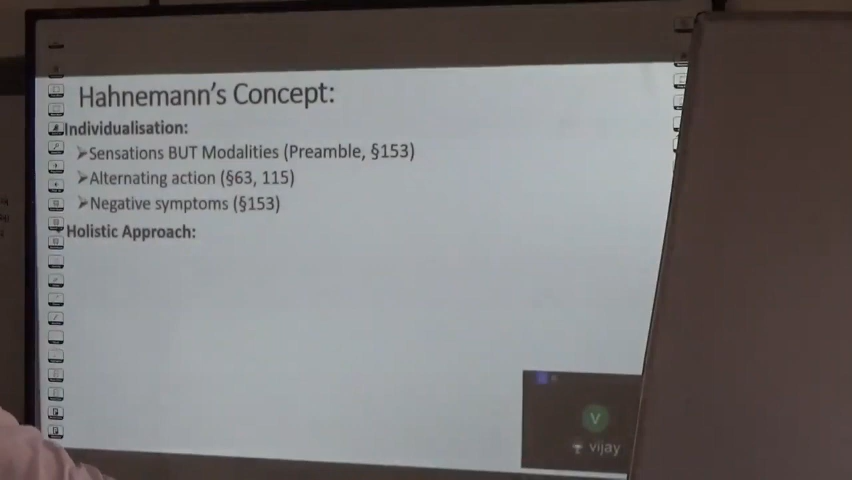 Hahnemann's Concept:
Individualisation:
➢Sensations BUT Modalities (Preamble, §153)
➢Alternating action (§63, 115)
➢Negative symptoms (§153)
Holistic Approach:
V
vijay